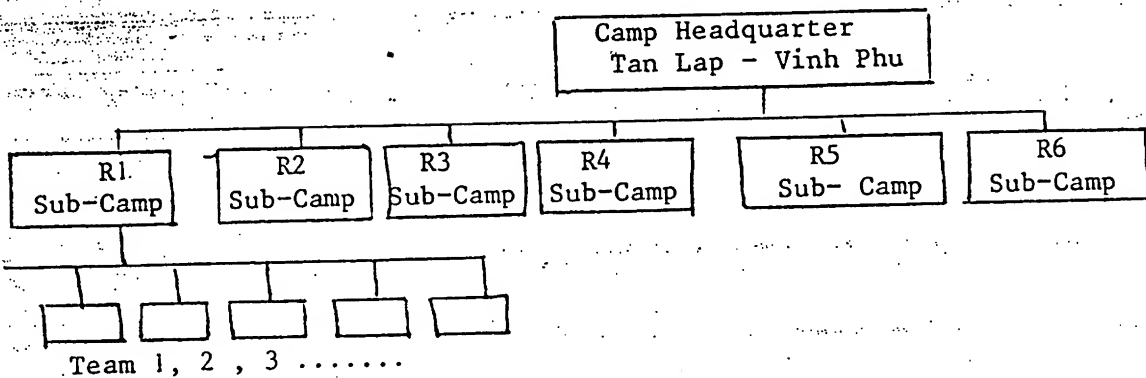 Camp Headquarter
Tan Lap - Vinh Phu
R1.
Sub-Camp
R2
Sub-Camp
R3
Sub-Camp
R4
Sub-Camp
R5
Sub- Camp
R6
Sub-Camp
Team 1, 2 , 3 .......